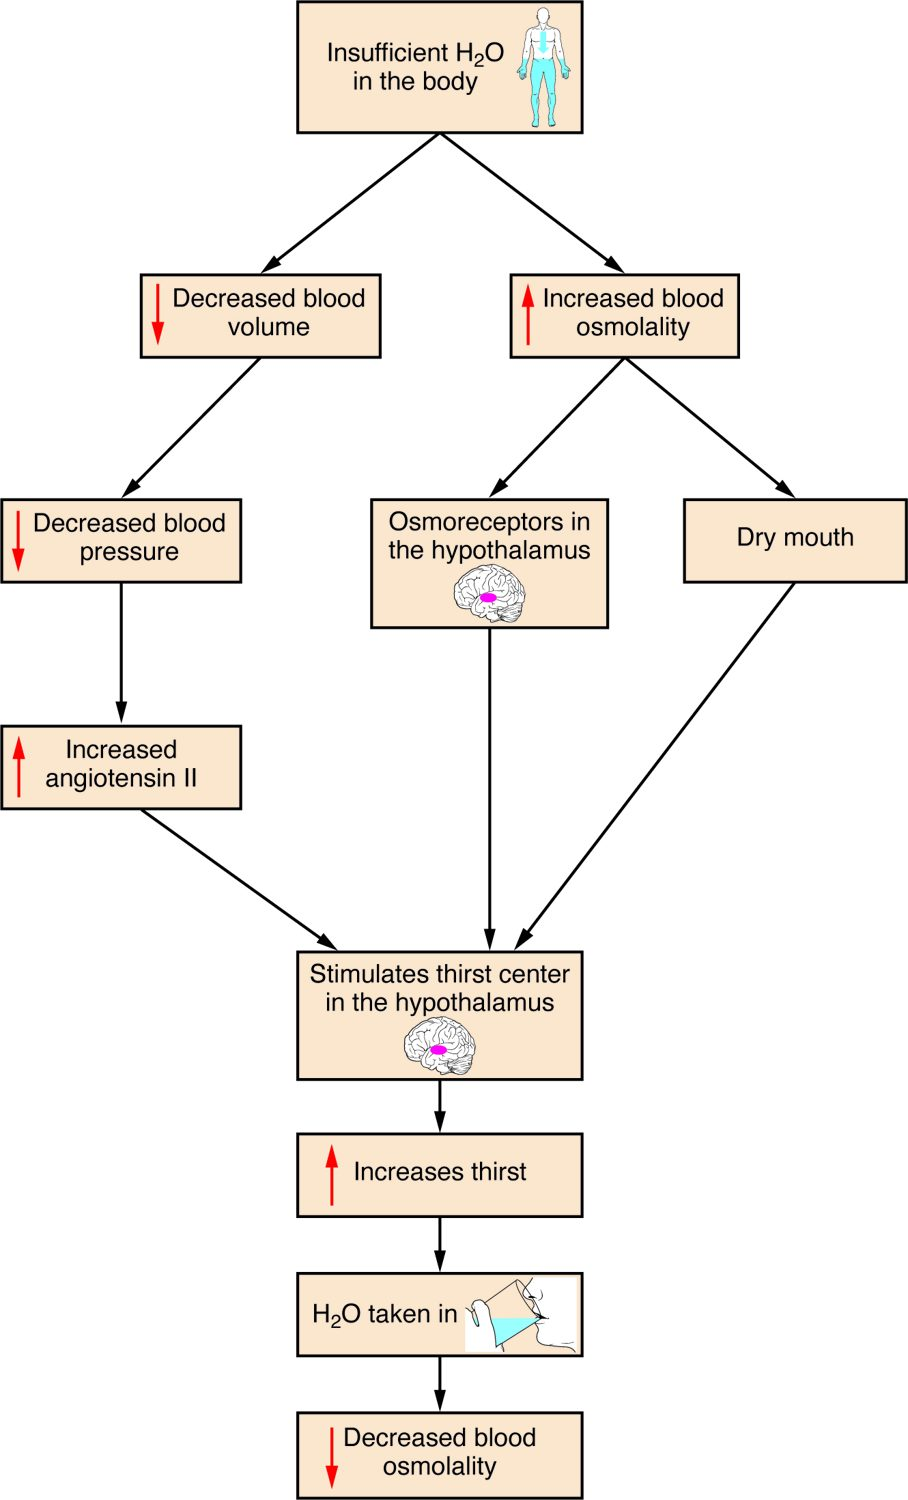 Insufficient H₂O
in the body
Decreased blood
volume
Increased blood
osmolality
Decreased blood
pressure
Osmoreceptors in
the hypothalamus
Dry mouth
Increased
angiotensin II
Stimulates thirst center
in the hypothalamus
Increases thirst
H₂O taken in
Decreased blood
osmolality